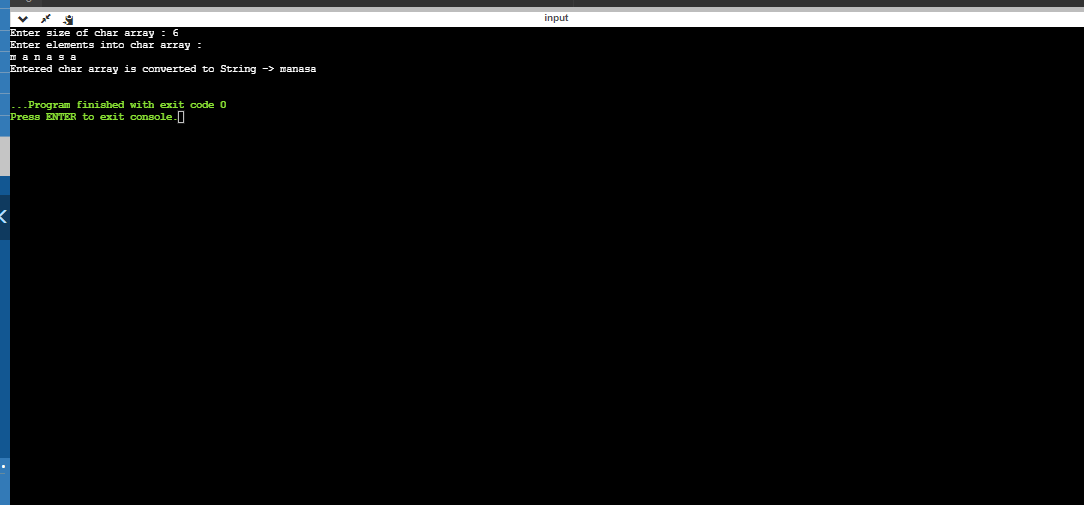 input
Enter size of char array : 6
Enter elements into char array :
m a n a s a
Entered char array is converted to String -> manasa
...Program finished with exit code 0
Press ENTER to exit console.